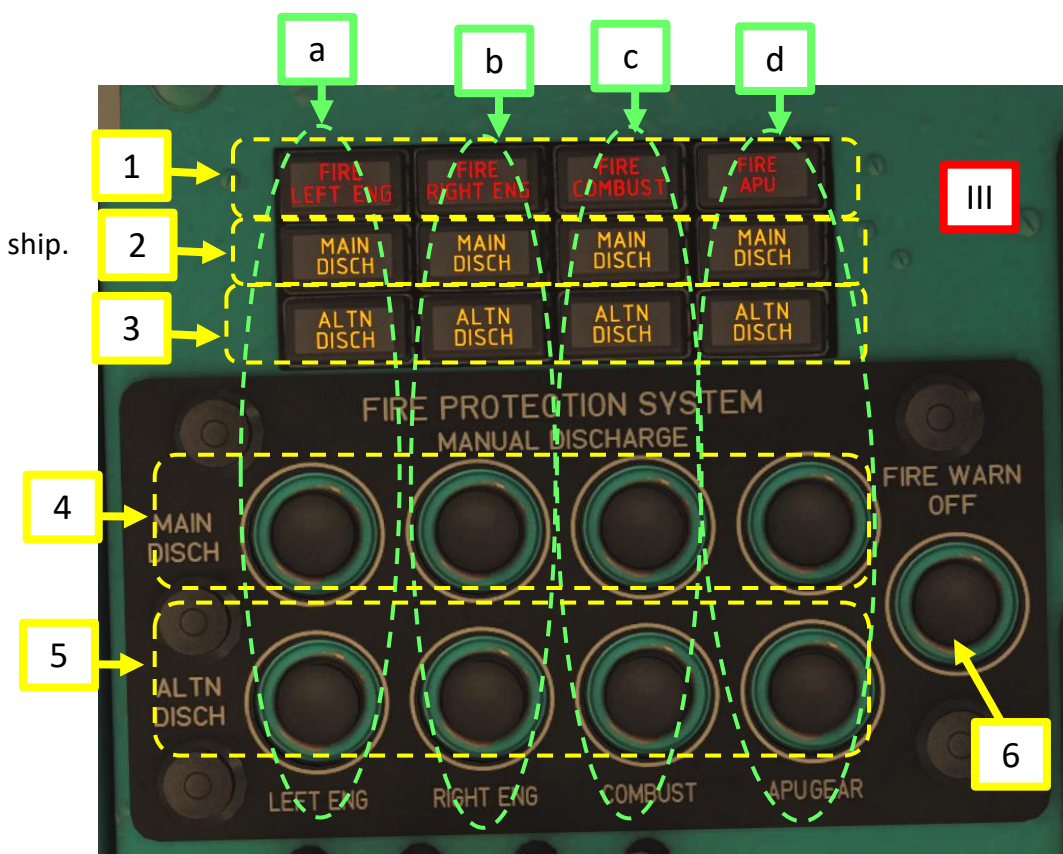 a
b
c
d
1
FIRE LEFT ENG
FIRE RIGHT ENG
FIRE COMBUST
FIRE APU
III
ship.
2
MAIN DISCH
MAIN DISCH
MAIN DISCH
MAIN DISCH
3
ALTN DISCH
ALTN DISCH
ALTN DISCH
ALTN DISCH
FIRE PROTECTION SYSTEM
MANUAL DISCHARGE
FIRE WARN
OFF
4
MAIN
DISCH
5
ALTN
DISCH
6
LEFT ENG
RIGHT ENG
COMBUST
APU GEAR